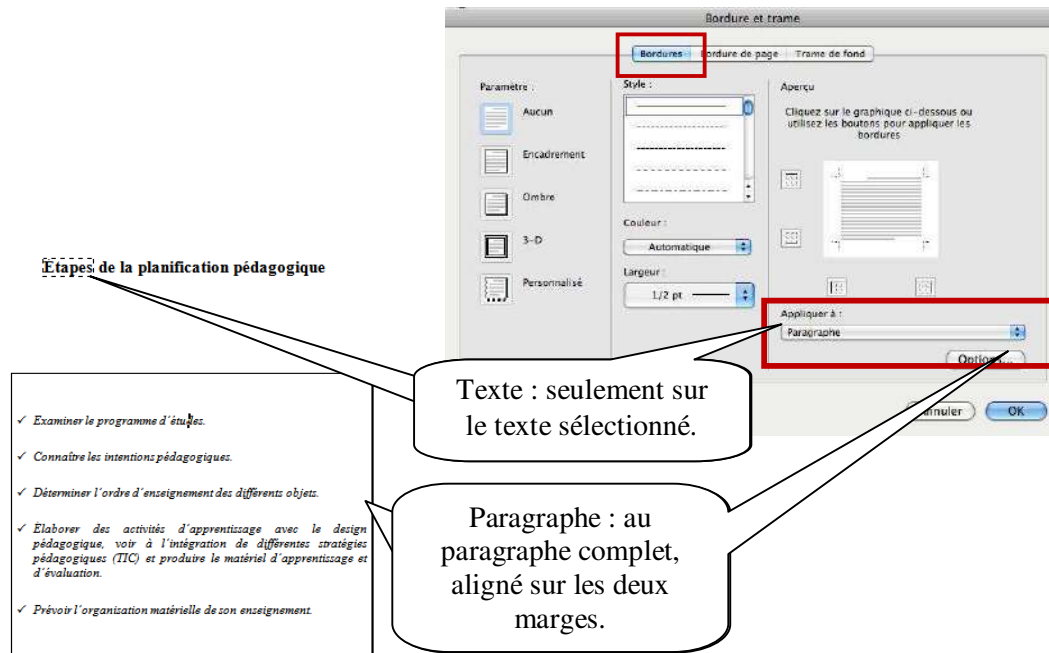 Bordure et trame
Bordures Bordure de page Trame de fond
Paramètre :
Aucun
Encadrement
Ombre
3-D
Personnalisé
Style :
Couleur :
Automatique
Largeur :
1/2 pt
Aperçu
Cliquez sur le graphique ci-dessous ou
utilisez les boutons pour appliquer les
bordures
Appliquer à :
Paragraphe
Options...
Annuler OK
Étapes de la planification pédagogique
Texte : seulement sur
le texte sélectionné.
✓ Examiner le programme d'études.
✓ Connaître les intentions pédagogiques.
✓ Déterminer l'ordre d'enseignement des différents objets.
✓ Élaborer des activités d'apprentissage avec le design
pédagogique, voir à l'intégration de différentes stratégies
pédagogiques (TIC) et produire le matériel d'apprentissage et
d'évaluation.
✓ Prévoir l'organisation matérielle de son enseignement.
Paragraphe : au
paragraphe complet,
aligné sur les deux
marges.